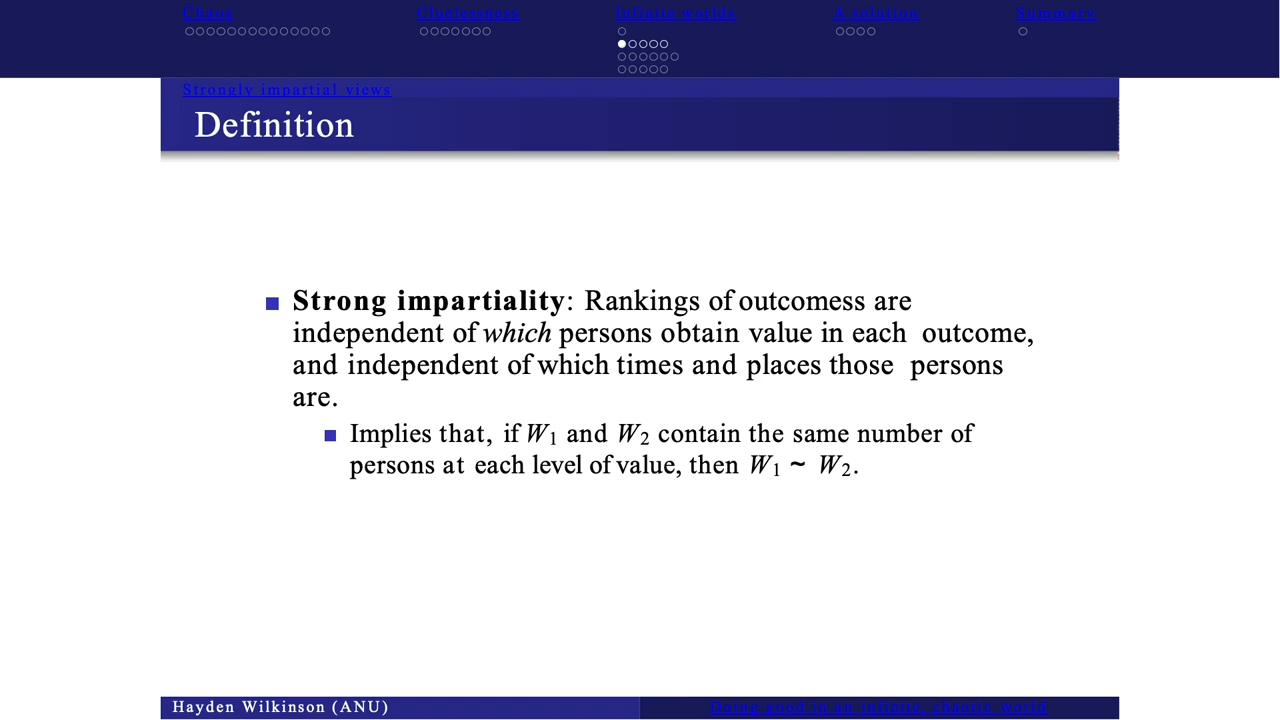 Chaos Cluelessness Infinite worlds A solution Summary
Strongly impartial views
Definition
Strong impartiality: Rankings of outcomess are
independent of which persons obtain value in each outcome,
and independent of which times and places those persons
are.
Implies that, if W1 and W2 contain the same number of
persons at each level of value, then W1 ~ W2.
Hayden Wilkinson (ANU) Doing good in an infinite, chaotic world